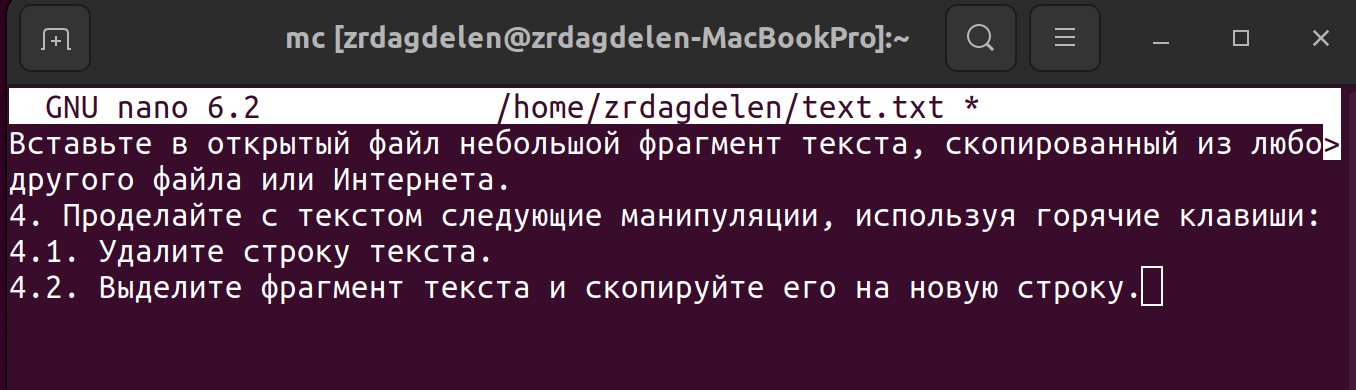 mc [zrdagdelen@zrdagdelen-MacBookPro]:~
GNU nano 6.2 /home/zrdagdelen/text.txt *
Вставьте в открытый файл небольшой фрагмент текста, скопированный из любо>
другого файла или Интернета.
4. Проделайте с текстом следующие манипуляции, используя горячие клавиши:
4.1. Удалите строку текста.
4.2. Выделите фрагмент текста и скопируйте его на новую строку.